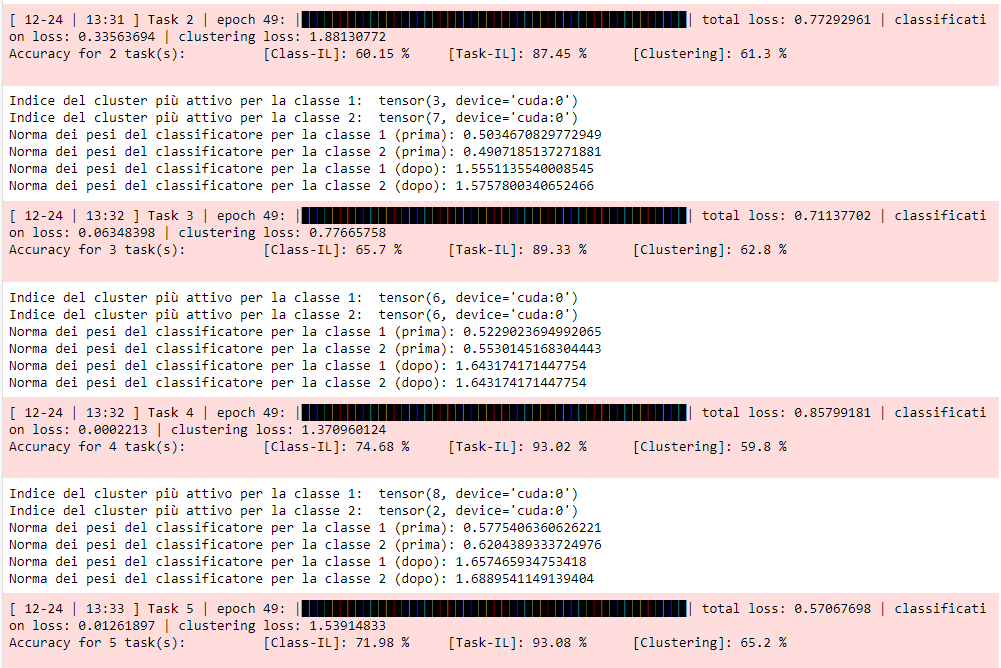 [ 12-24 | 13:31 ] Task 2 | epoch 49: | | total loss: 0.77292961 | classificati
on loss: 0.33563694 | clustering loss: 1.88130772
Accuracy for 2 task(s): [Class-IL]: 60.15 % [Task-IL]: 87.45 % [Clustering]: 61.3 %
Indice del cluster più attivo per la classe 1: tensor(3, device='cuda:0')
Indice del cluster più attivo per la classe 2: tensor(7, device='cuda:0')
Norma dei pesi del classificatore per la classe 1 (prima): 0.5034670829772949
Norma dei pesi del classificatore per la classe 2 (prima): 0.4907185137271881
Norma dei pesi del classificatore per la classe 1 (dopo): 1.5551135540008545
Norma dei pesi del classificatore per la classe 2 (dopo): 1.5757800340652466
[ 12-24 | 13:32 ] Task 3 | epoch 49: | | total loss: 0.71137702 | classificati
on loss: 0.06348398 | clustering loss: 0.77665758
Accuracy for 3 task(s): [Class-IL]: 65.7 % [Task-IL]: 89.33 % [Clustering]: 62.8 %
Indice del cluster più attivo per la classe 1: tensor(6, device='cuda:0')
Indice del cluster più attivo per la classe 2: tensor(6, device='cuda:0')
Norma dei pesi del classificatore per la classe 1 (prima): 0.5229023694992065
Norma dei pesi del classificatore per la classe 2 (prima): 0.5530145168304443
Norma dei pesi del classificatore per la classe 1 (dopo): 1.643174171447754
Norma dei pesi del classificatore per la classe 2 (dopo): 1.643174171447754
[ 12-24 | 13:32 ] Task 4 | epoch 49: | | total loss: 0.85799181 | classificati
on loss: 0.0002213 | clustering loss: 1.370960124
Accuracy for 4 task(s): [Class-IL]: 74.68 % [Task-IL]: 93.02 % [Clustering]: 59.8 %
Indice del cluster più attivo per la classe 1: tensor(8, device='cuda:0')
Indice del cluster più attivo per la classe 2: tensor(2, device='cuda:0')
Norma dei pesi del classificatore per la classe 1 (prima): 0.5775406360626221
Norma dei pesi del classificatore per la classe 2 (prima): 0.6204389333724976
Norma dei pesi del classificatore per la classe 1 (dopo): 1.657465934753418
Norma dei pesi del classificatore per la classe 2 (dopo): 1.6889541149139404
[ 12-24 | 13:33 ] Task 5 | epoch 49: | | total loss: 0.57067698 | classificati
on loss: 0.01261897 | clustering loss: 1.53914833
Accuracy for 5 task(s): [Class-IL]: 71.98 % [Task-IL]: 93.08 % [Clustering]: 65.2 %